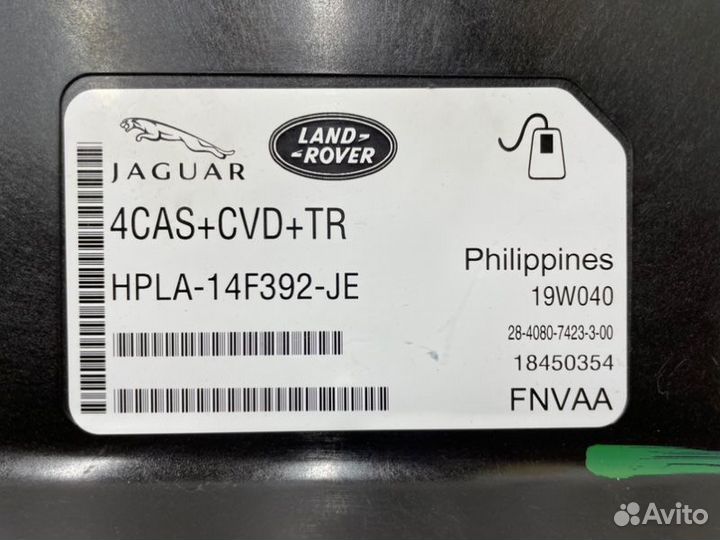 JAGUAR
LAND-
-ROVER
4CAS+CVD+TR
HPLA-14F392-JE
Philippines
19W040
28-4080-7423-3-00
18450354
FNVAA
Avito